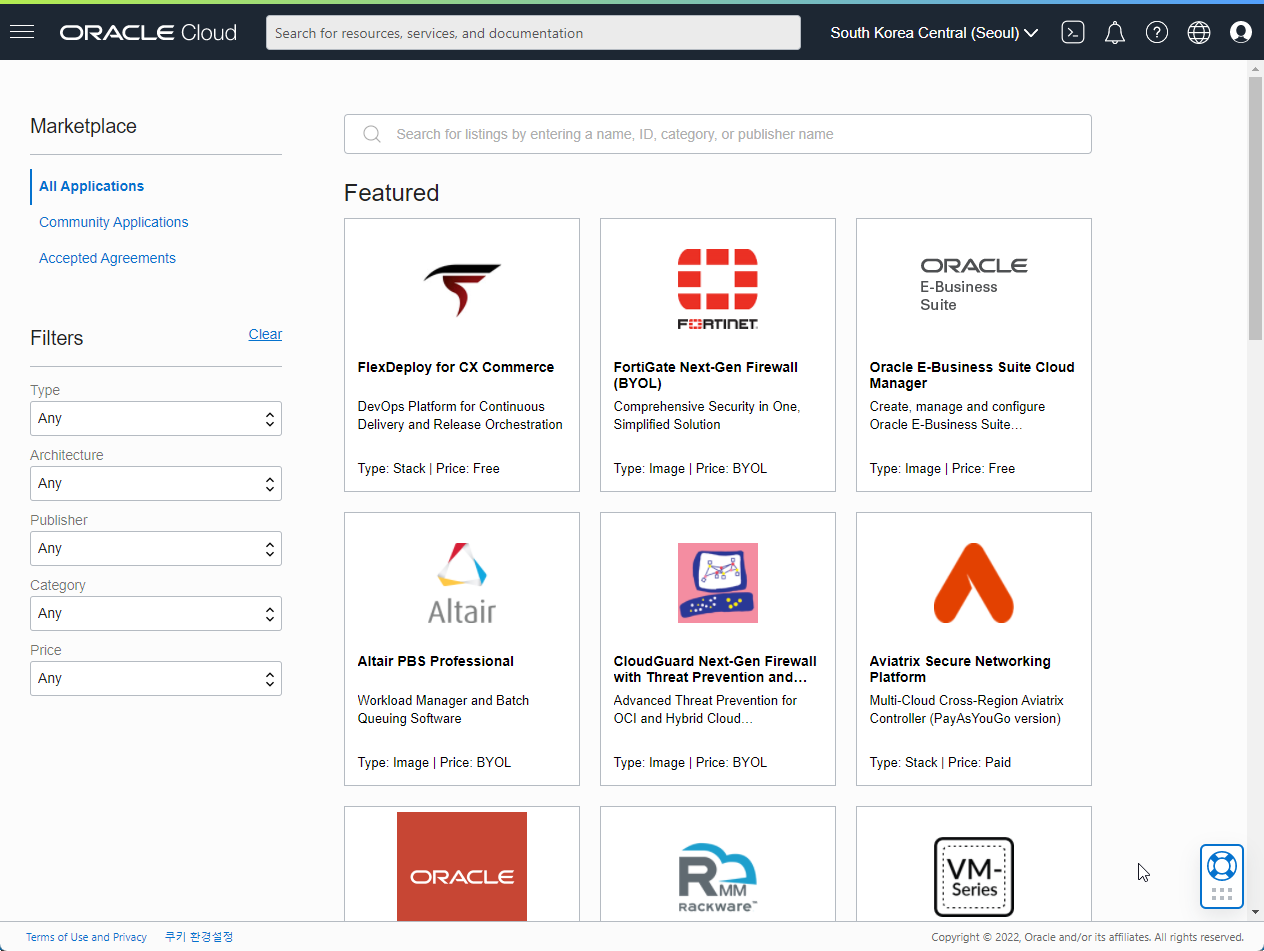 ORACLE Cloud
Search for resources, services, and documentation
South Korea Central (Seoul)
Marketplace
All Applications
Community Applications
Accepted Agreements
Filters
Clear
Type
Any
Architecture
Any
Publisher
Any
Category
Any
Price
Any
Search for listings by entering a name, ID, category, or publisher name
Featured
FlexDeploy for CX Commerce
DevOps Platform for Continuous
Delivery and Release Orchestration
Type: Stack | Price: Free
FORTINET
FortiGate Next-Gen Firewall
(BYOL)
Comprehensive Security in One,
Simplified Solution
Type: Image | Price: BYOL
ORACLE
E-Business
Suite
Oracle E-Business Suite Cloud
Manager
Create, manage and configure
Oracle E-Business Suite…
Type: Image | Price: Free
Altair
Altair PBS Professional
Workload Manager and Batch
Queuing Software
Type: Image | Price: BYOL
CloudGuard Next-Gen Firewall
with Threat Prevention and…
Advanced Threat Prevention for
OCI and Hybrid Cloud…
Type: Image | Price: BYOL
Aviatrix Secure Networking
Platform
Multi-Cloud Cross-Region Aviatrix
Controller (PayAsYouGo version)
Type: Stack | Price: Paid
ORACLE
RMM
RACKWARE™
VM-
Series
Terms of Use and Privacy
쿠키 환경설정
Copyright © 2022, Oracle and/or its affiliates. All rights reserved.